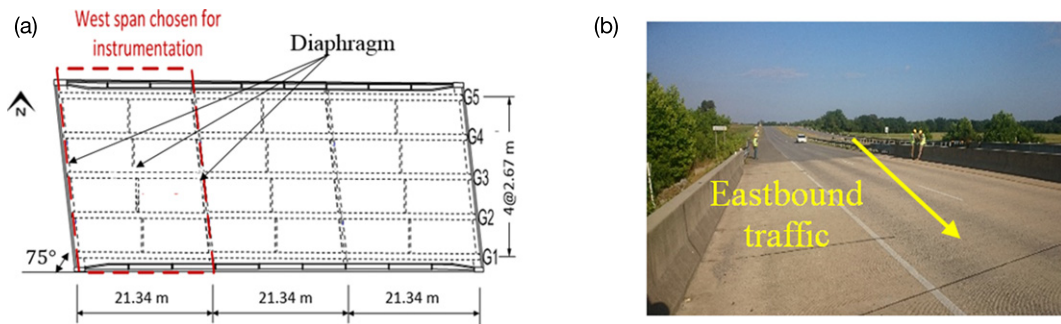 (a)
West span chosen for
instrumentation
Diaphragm
N
G5
G4
G3
G2
G1
4@2.67 m
75°
21.34 m
21.34 m
21.34 m
(b)
Eastbound
traffic